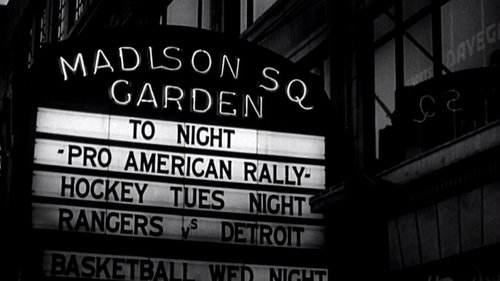 MADISON SQ
GARDEN
TO NIGHT
-PRO AMERICAN RALLY-
HOCKEY TUES NIGHT
RANGERS vs DETROIT
BASKETBALL WED NIGHT